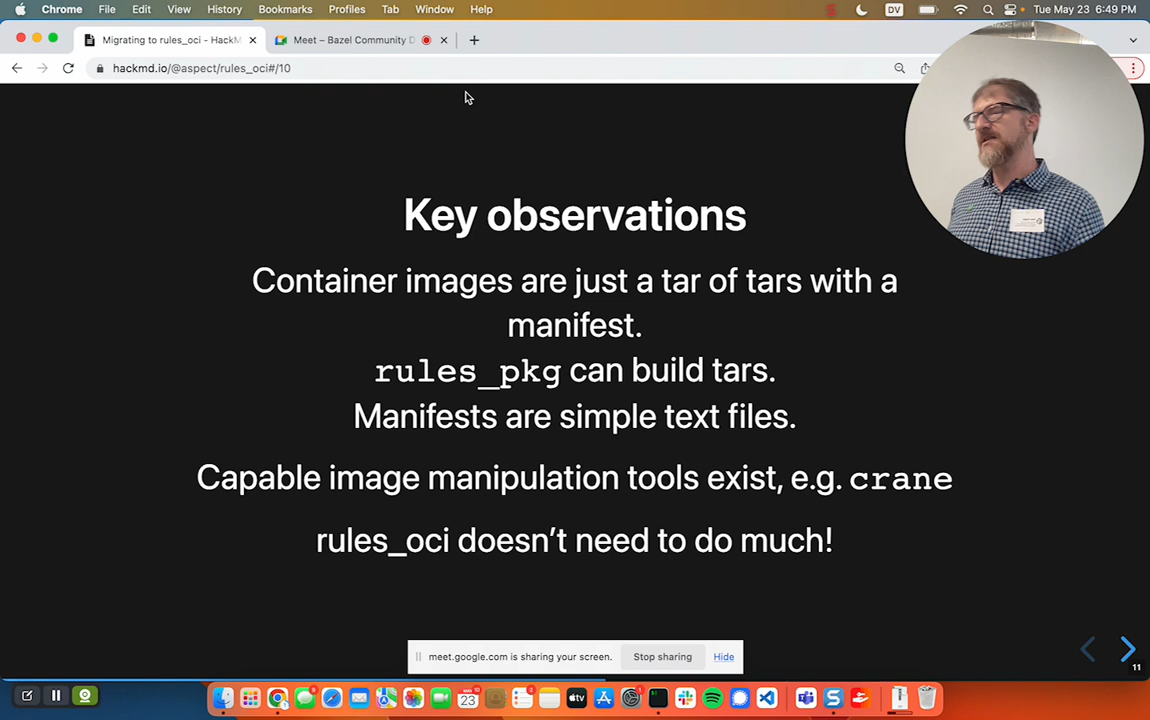 Chrome File Edit View History Bookmarks Profiles Tab Window Help DV Tue May 23 6:49 PM
Migrating to rules_oci - HackM Meet – Bazel Community D
hackmd.io/@aspect/rules_oci#/10
Key observations
Container images are just a tar of tars with a
manifest.
rules_pkg can build tars.
Manifests are simple text files.
Capable image manipulation tools exist, e.g. crane
rules_oci doesn’t need to do much!
meet.google.com is sharing your screen. Stop sharing Hide
11
23
tv